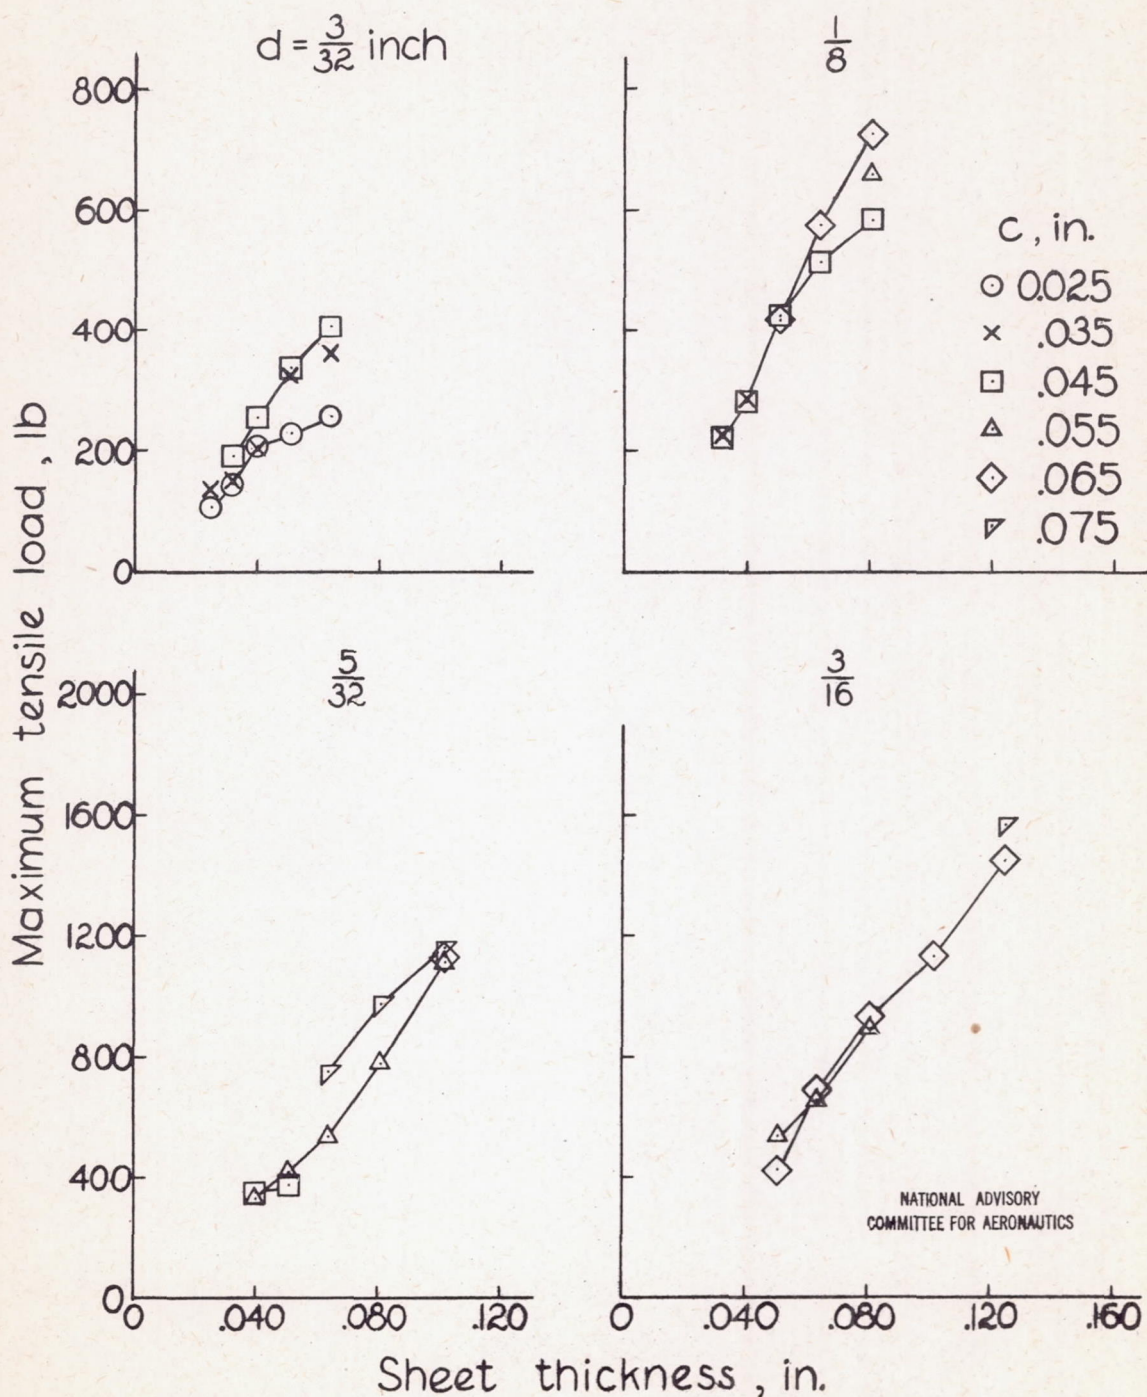 d = 3/32 inch
1/8
800
600
400
200
0
c, in.
0.025
.035
.045
.055
.065
.075
Maximum tensile load, lb
5/32
3/16
2000
1600
1200
800
400
0
NATIONAL ADVISORY
COMMITTEE FOR AERONAUTICS
0 .040 .080 .120
0 .040 .080 .120 .160
Sheet thickness, in.